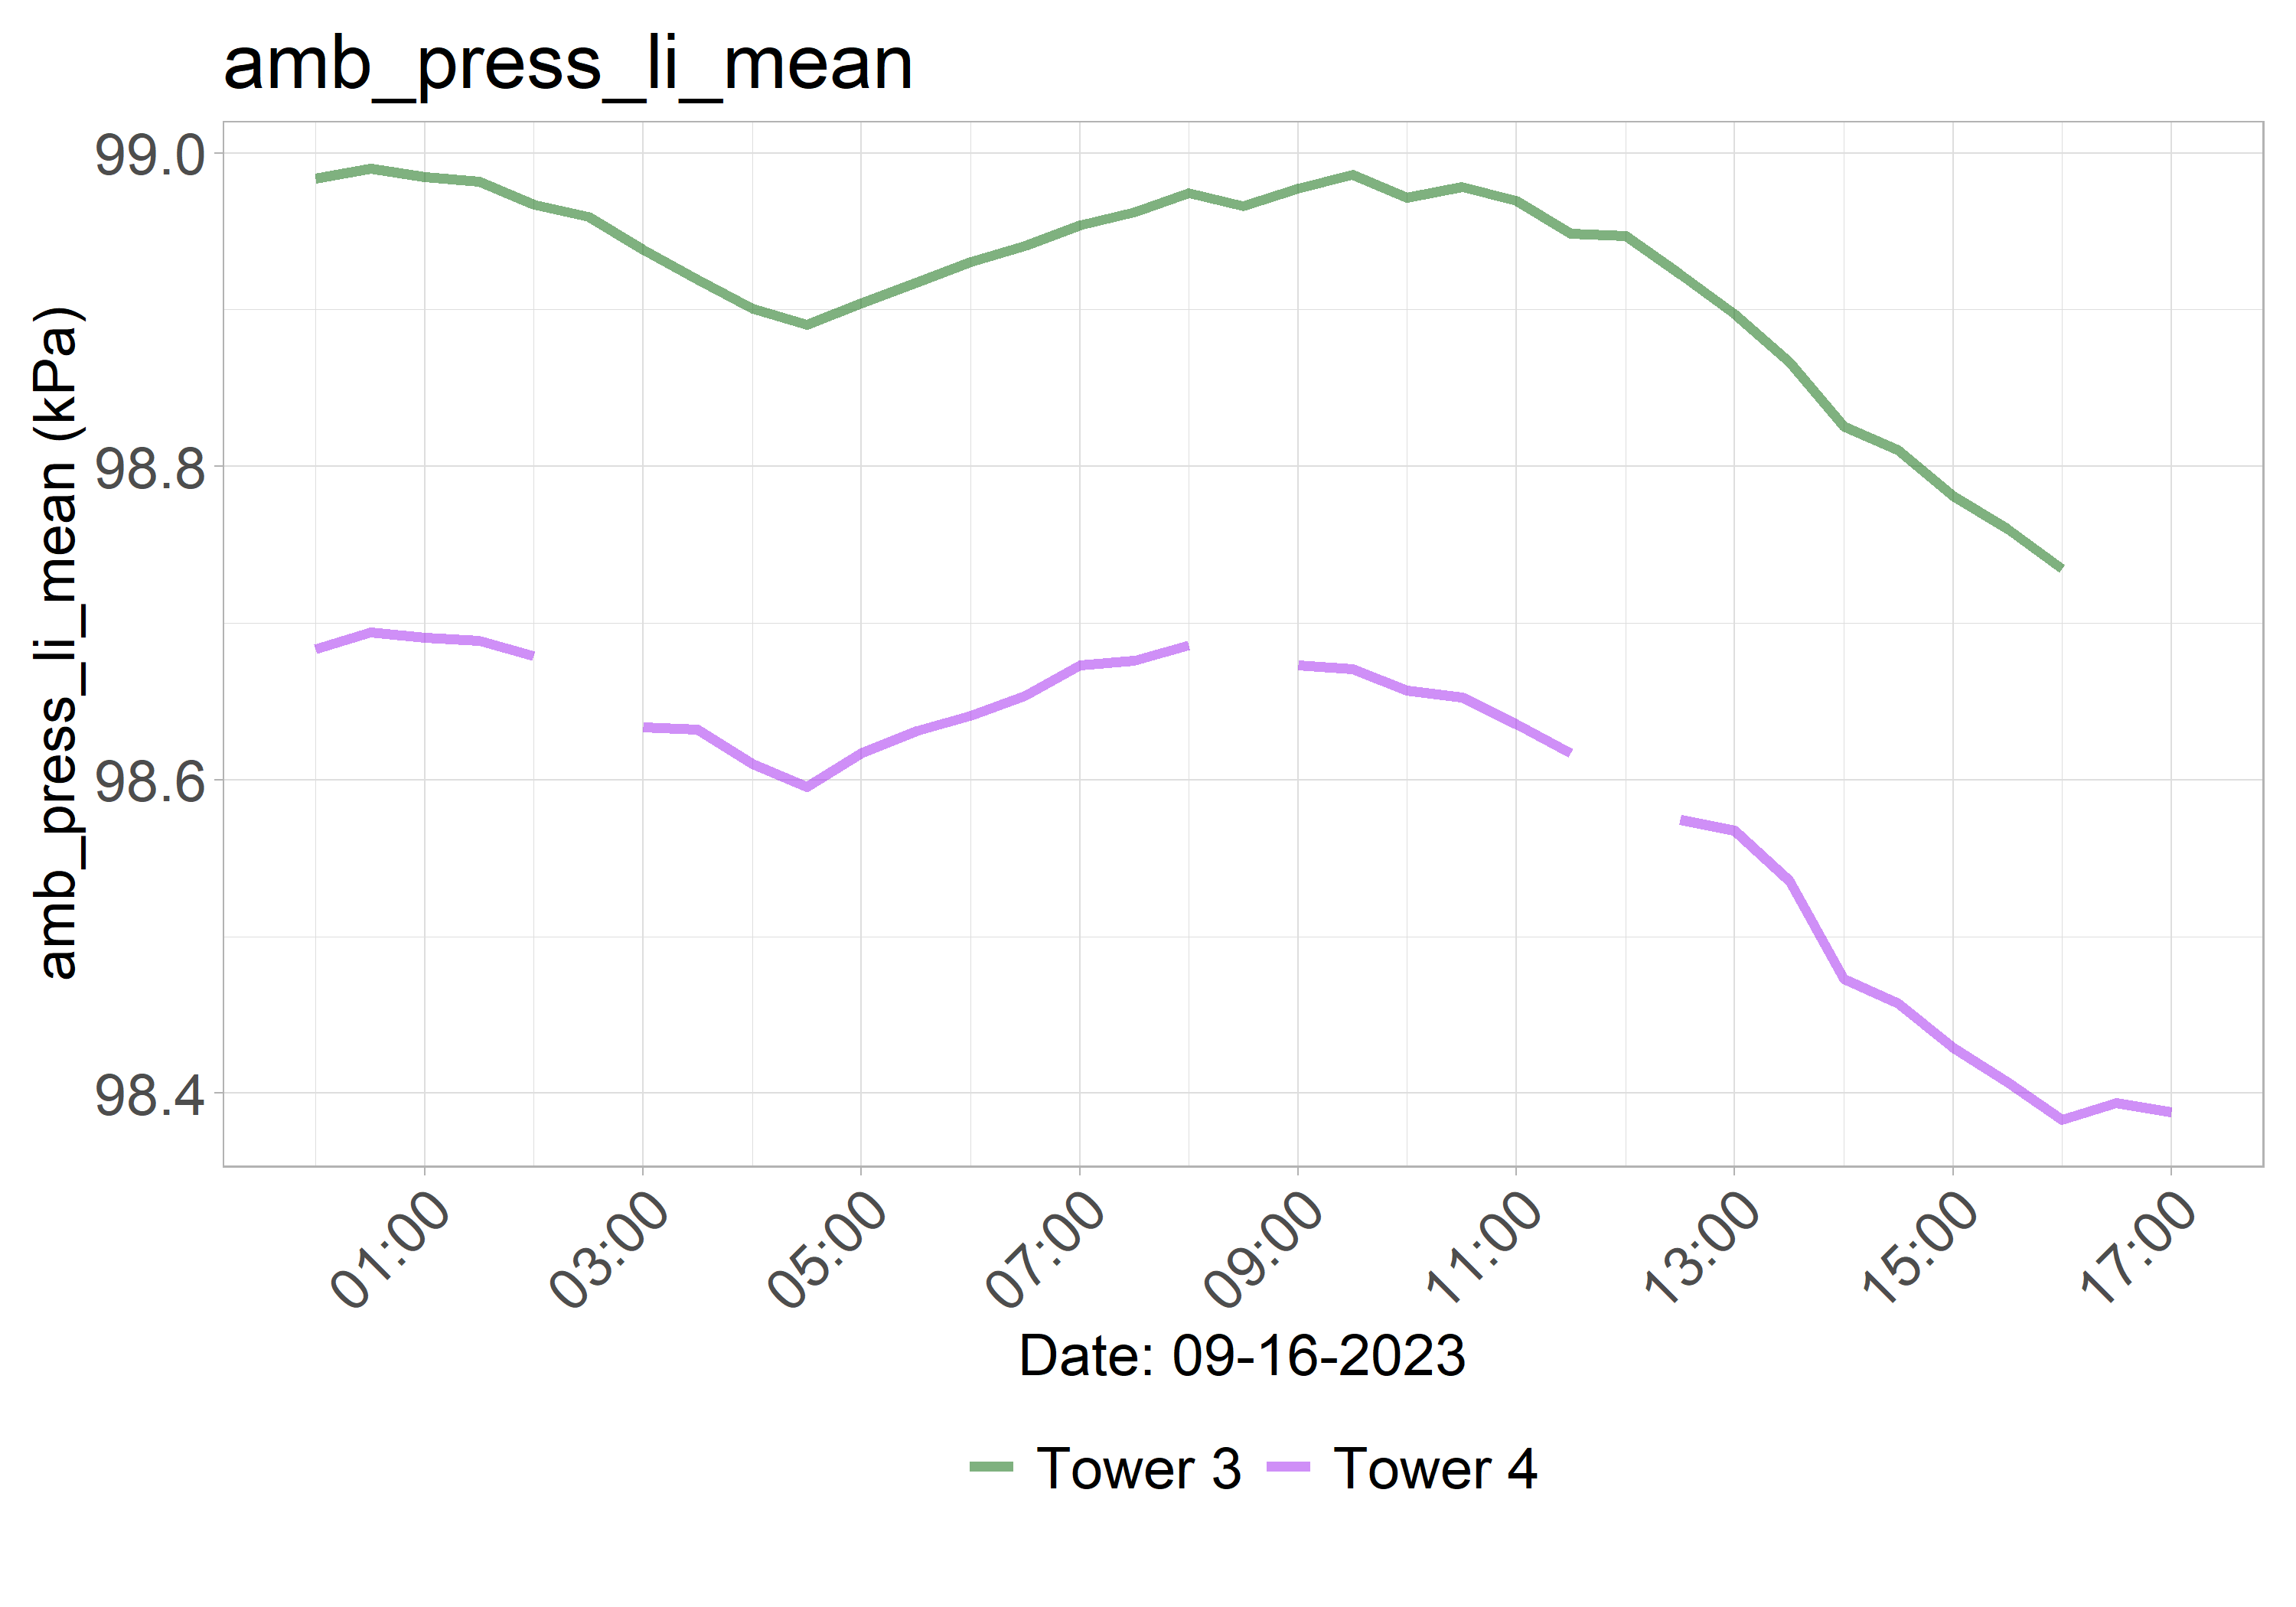 amb_press_li_mean
amb_press_li_mean (kPa)
99.0
98.8
98.6
98.4
01:00 03:00 05:00 07:00 09:00 11:00 13:00 15:00 17:00
Date: 09-16-2023
Tower 3 Tower 4